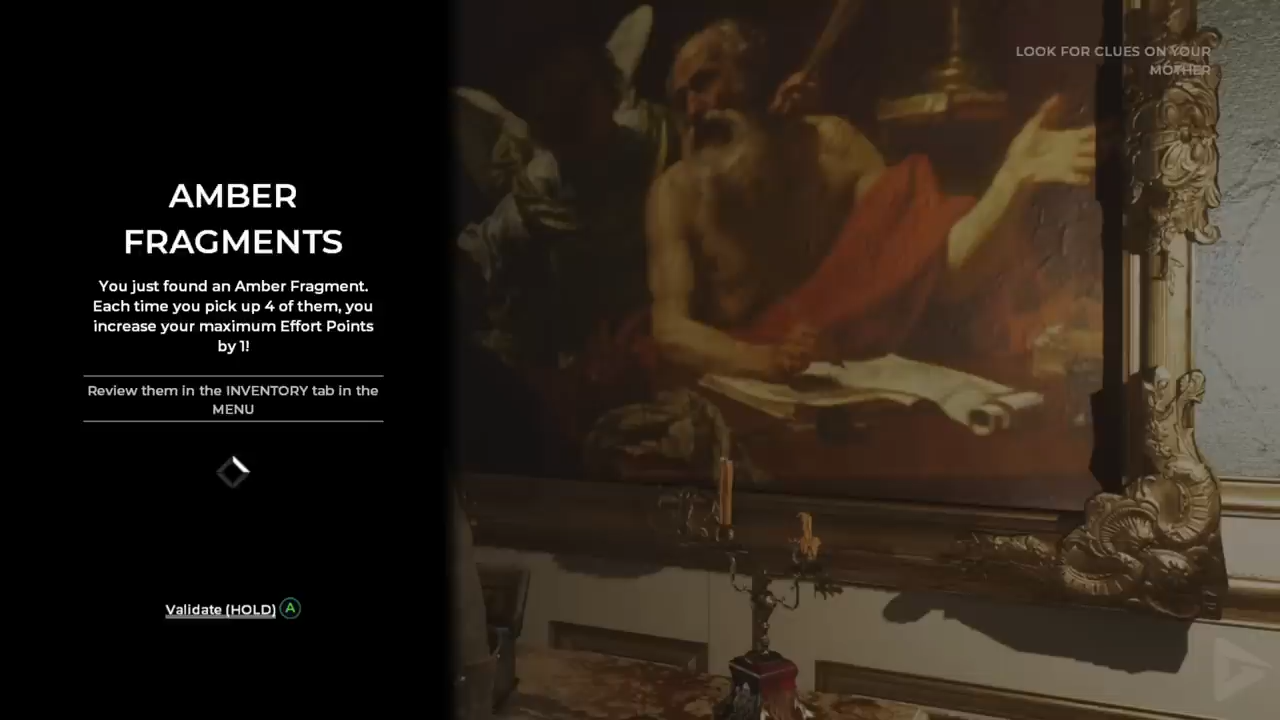 LOOK FOR CLUES ON YOUR
MOTHER
AMBER
FRAGMENTS
You just found an Amber Fragment.
Each time you pick up 4 of them, you
increase your maximum Effort Points
by 1!
Review them in the INVENTORY tab in the
MENU
Validate (HOLD) A